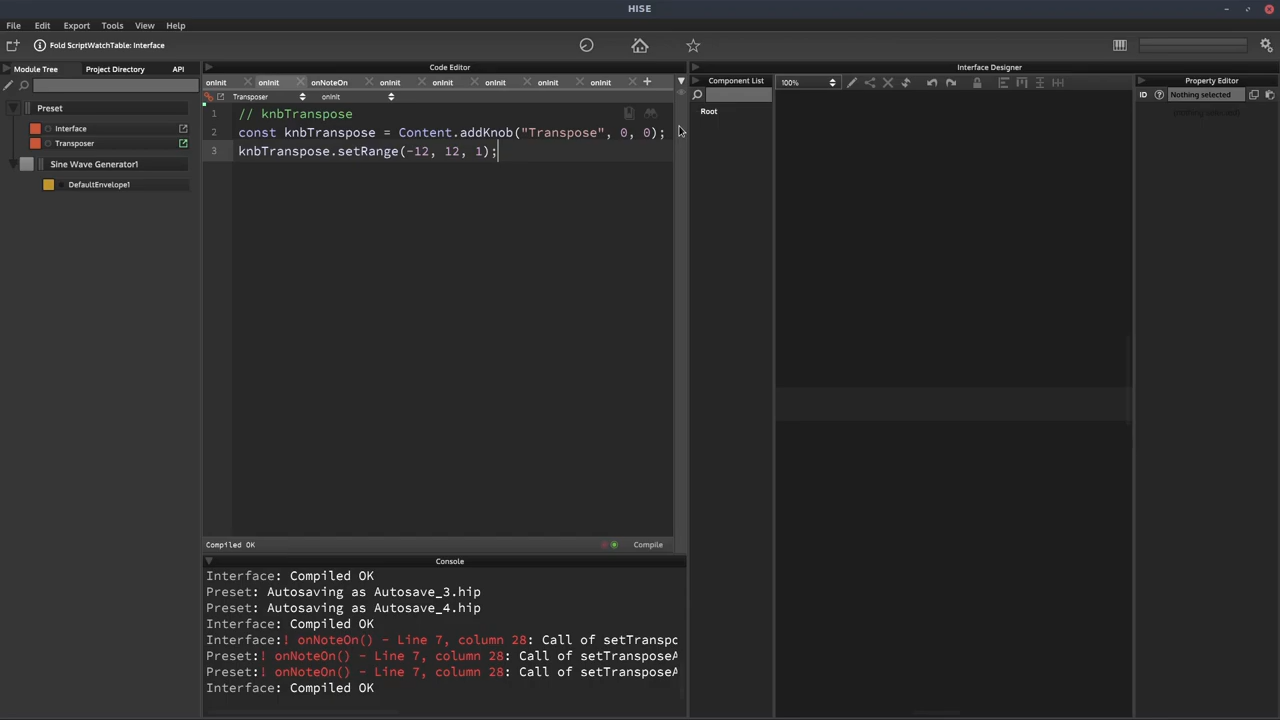 HISE
File Edit Export Tools View Help
Fold ScriptWatchTable: Interface
Module Tree Project Directory API
Preset
Interface
Transposer
Sine Wave Generator1
DefaultEnvelope1
Code Editor
onInit onInit onNoteOn onInit onInit onInit onInit onInit
Transposer onInit
1 // knbTranspose
2 const knbTranspose = Content.addKnob("Transpose", 0, 0);
3 knbTranspose.setRange(-12, 12, 1);
Compiled OK Compile
Console
Interface: Compiled OK
Preset: Autosaving as Autosave_3.hip
Preset: Autosaving as Autosave_4.hip
Interface: Compiled OK
Interface:! onNoteOn() - Line 7, column 28: Call of setTranspo
Preset:! onNoteOn() - Line 7, column 28: Call of setTransposeA
Preset:! onNoteOn() - Line 7, column 28: Call of setTransposeA
Interface: Compiled OK
Interface Designer
Component List
100%
Root
Property Editor
ID Nothing selected
Nothing selected